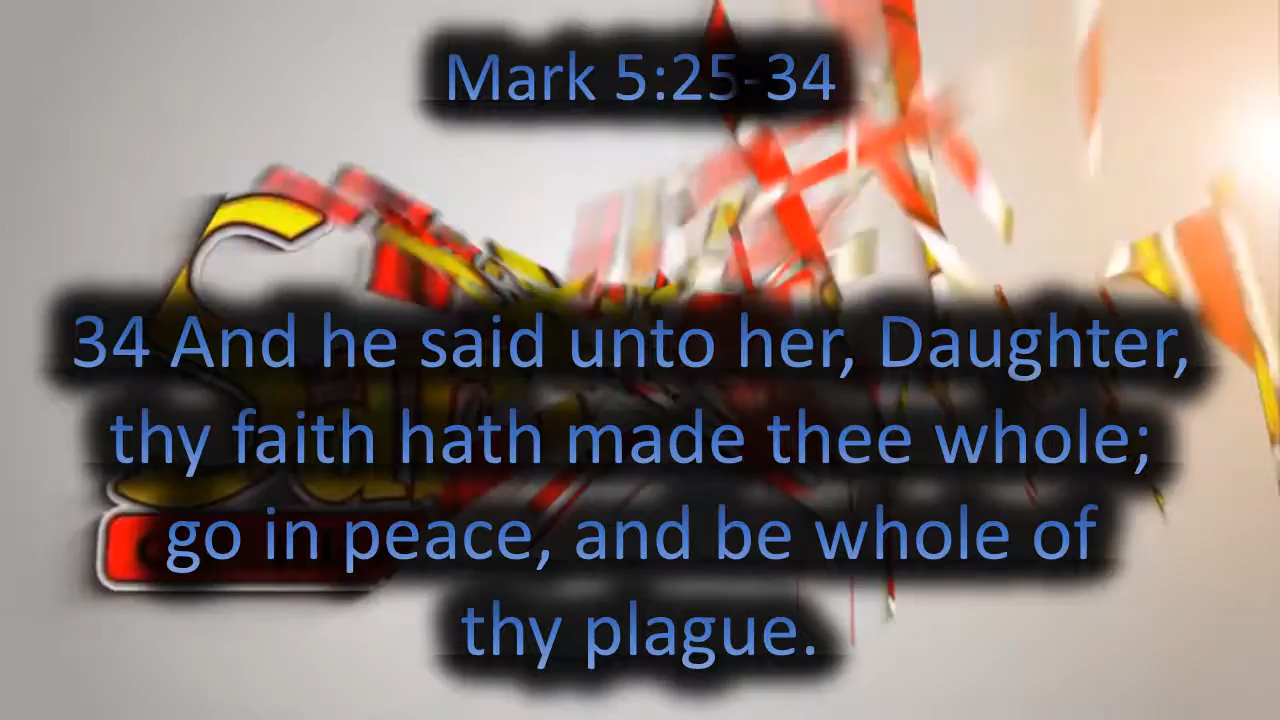 Mark 5:25-34
34 And he said unto her, Daughter,
thy faith hath made thee whole;
go in peace, and be whole of
thy plague.